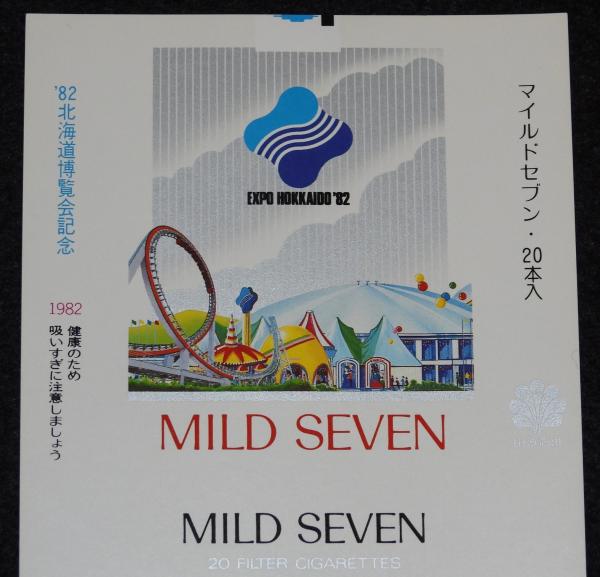 '82北海道博覧会記念
1982
健康のため
吸いすぎに注意しましょう
マイルドセブン・20本入
EXPO HOKKAIDO '82
MILD SEVEN
MILD SEVEN
20 FILTER CIGARETTES